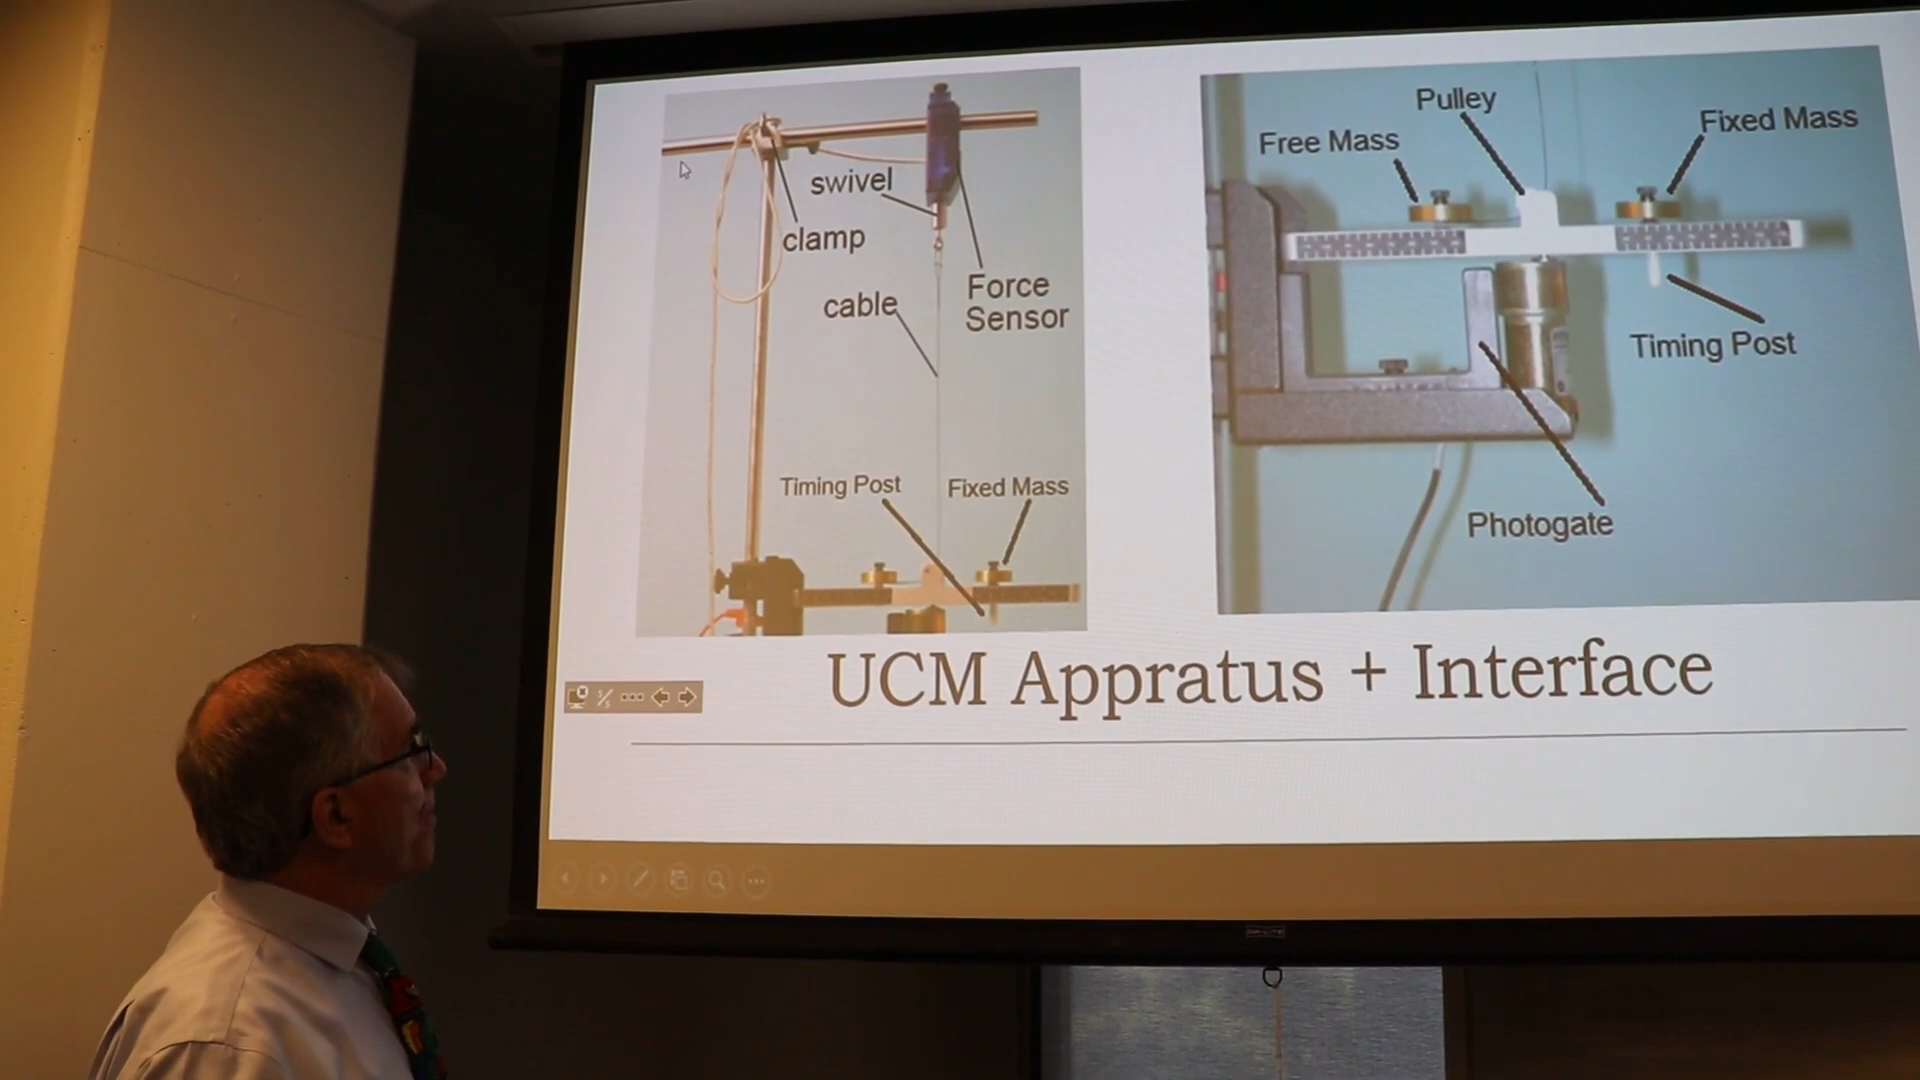 swivel
clamp
cable
Force
Sensor
Timing Post
Fixed Mass
Pulley
Free Mass
Fixed Mass
Timing Post
Photogate
UCM Appratus + Interface